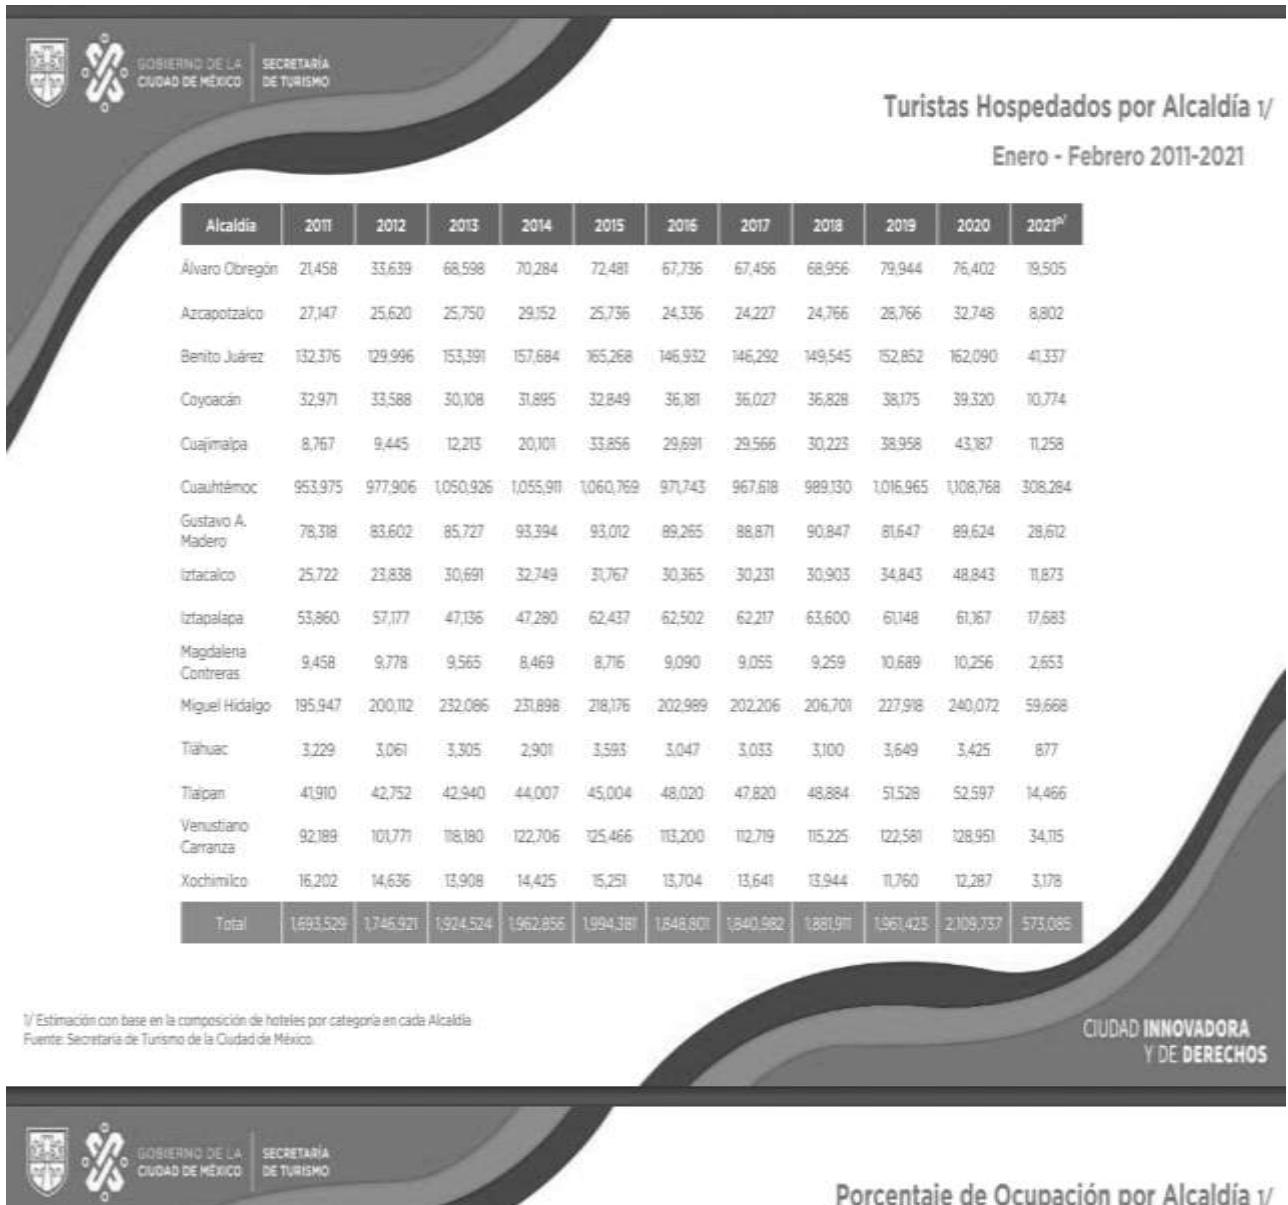 GOBIERNO DE LA CIUDAD DE MÉXICO
SECRETARÍA DE TURISMO
Turistas Hospedados por Alcaldía 1/
Enero - Febrero 2011-2021
Alcaldía 2011 2012 2013 2014 2015 2016 2017 2018 2019 2020 2021p/
Álvaro Obregón 21,458 33,639 68,598 70,284 72,481 67,736 67,456 68,956 79,944 76,402 19,505
Azcapotzalco 27,147 25,620 25,750 29,152 25,736 24,336 24,227 24,766 28,766 32,748 8,802
Benito Juárez 132,376 129,996 153,391 157,684 165,268 146,932 146,292 149,545 152,852 162,090 41,337
Coyoacán 32,971 33,588 30,108 31,895 32,849 36,181 36,027 36,828 38,175 39,320 10,774
Cuajimalpa 8,767 9,445 12,213 20,101 33,856 29,691 29,566 30,223 38,958 43,187 11,258
Cuauhtémoc 953,975 977,906 1,050,926 1,055,911 1,060,769 971,743 967,618 989,130 1,016,965 1,108,768 308,284
Gustavo A. Madero 78,318 83,602 85,727 93,394 93,012 89,265 88,871 90,847 81,647 89,624 28,612
Iztacalco 25,722 23,838 30,691 32,749 31,767 30,365 30,231 30,903 34,843 48,843 11,873
Iztapalapa 53,860 57,177 47,136 47,280 62,437 62,502 62,217 63,600 61,148 61,167 17,683
Magdalena Contreras 9,458 9,778 9,565 8,469 8,716 9,090 9,055 9,259 10,689 10,256 2,653
Miguel Hidalgo 195,947 200,112 232,086 231,898 218,176 202,989 202,206 206,701 227,918 240,072 59,668
Tláhuac 3,229 3,061 3,305 2,901 3,593 3,047 3,033 3,100 3,649 3,425 877
Tlalpan 41,910 42,752 42,940 44,007 45,004 48,020 47,820 48,884 51,528 52,597 14,466
Venustiano Carranza 92,189 101,771 118,180 122,706 125,466 113,200 112,719 115,225 122,581 128,951 34,115
Xochimilco 16,202 14,636 13,908 14,425 15,251 13,704 13,641 13,944 11,760 12,287 3,178
Total 1,693,529 1,746,921 1,924,524 1,962,856 1,994,381 1,848,801 1,840,982 1,881,911 1,961,423 2,109,737 573,085
1/ Estimación con base en la composición de hoteles por categoría en cada Alcaldía
Fuente: Secretaría de Turismo de la Ciudad de México.
CIUDAD INNOVADORA
Y DE DERECHOS
GOBIERNO DE LA CIUDAD DE MÉXICO
SECRETARÍA DE TURISMO
Porcentaje de Ocupación por Alcaldía 1/